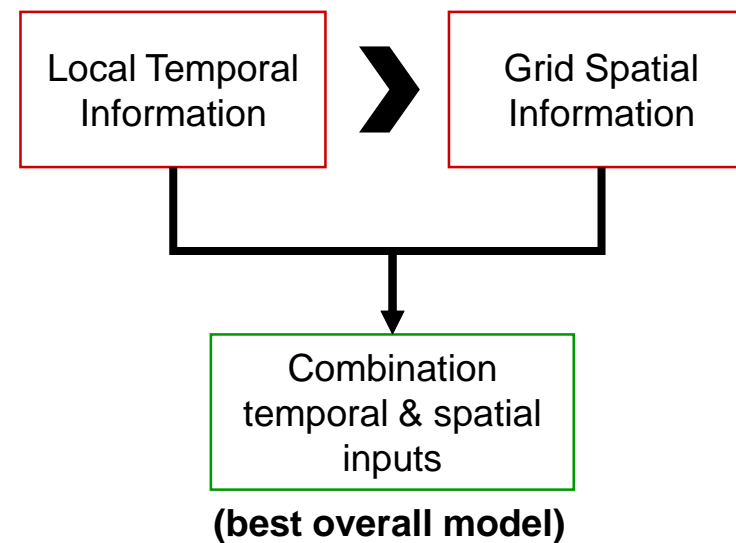 Local Temporal
Information
Grid Spatial
Information
Combination
temporal & spatial
inputs
(best overall model)